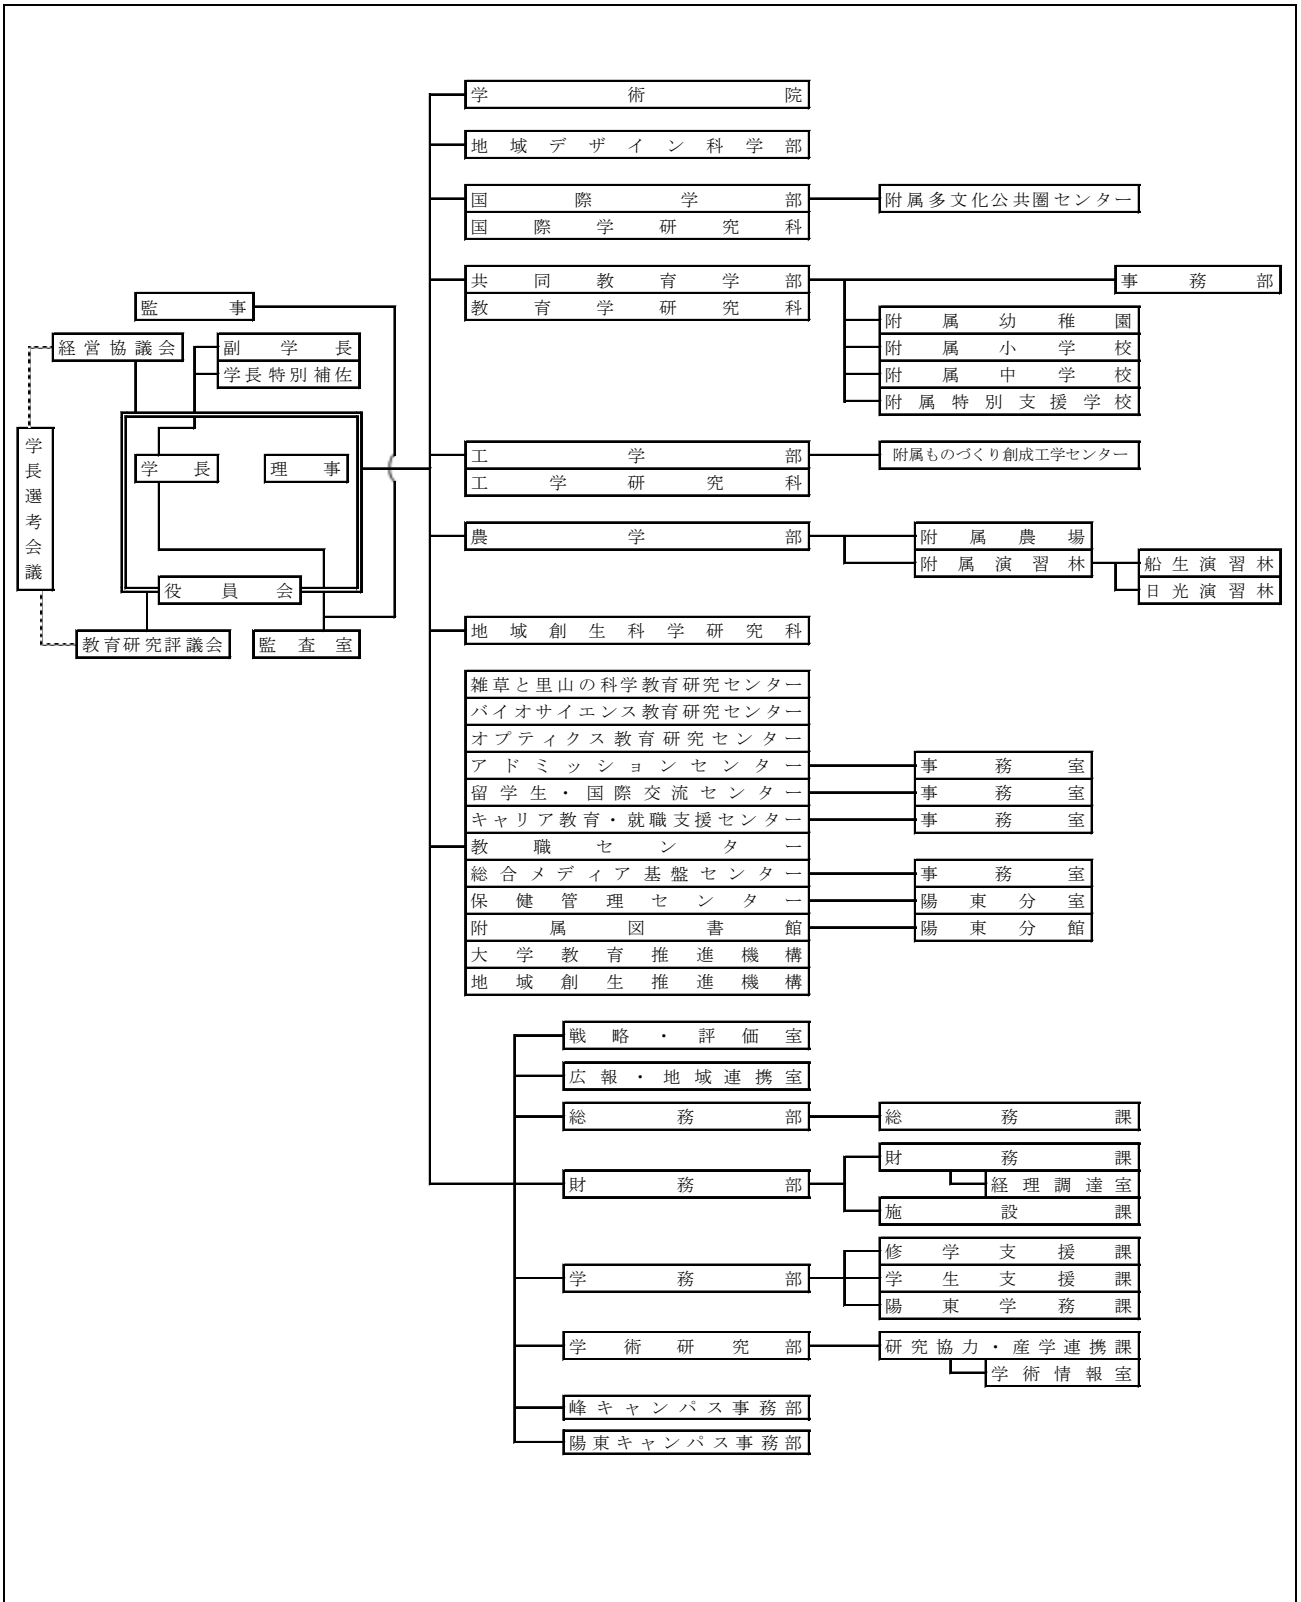 学術院
地域デザイン科学部
国際学部
附属多文化公共圏センター
国際学研究科
共同教育学部
事務部
教育学研究科
附属幼稚園
附属小学校
附属中学校
附属特別支援学校
監事
経営協議会
副学長
学長特別補佐
学長選考会議
学長
理事
役員会
教育研究評議会
監査室
工学部
附属ものづくり創成工学センター
工学研究科
農学部
附属農場
附属演習林
船生演習林
日光演習林
地域創生科学研究科
雑草と里山の科学教育研究センター
バイオサイエンス教育研究センター
オプティクス教育研究センター
アドミッションセンター
事務室
留学生・国際交流センター
事務室
キャリア教育・就職支援センター
事務室
教職センター
総合メディア基盤センター
事務室
保健管理センター
陽東分室
附属図書館
陽東分館
大学教育推進機構
地域創生推進機構
戦略・評価室
広報・地域連携室
総務部
総務課
財務部
財務課
経理調達室
施設課
学務部
修学支援課
学生支援課
陽東学務課
学術研究部
研究協力・産学連携課
学術情報室
峰キャンパス事務部
陽東キャンパス事務部